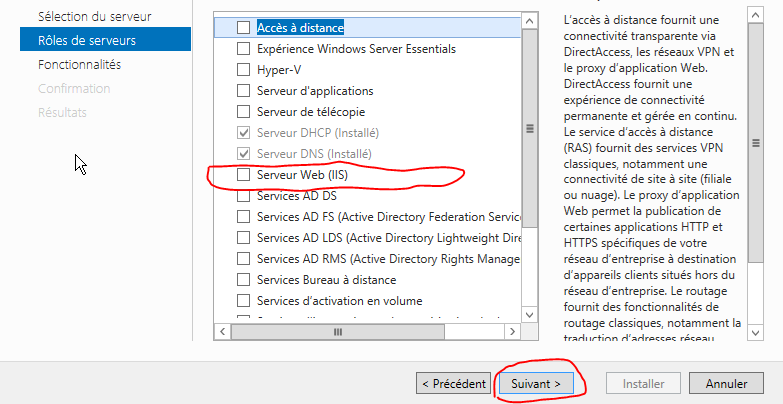 Sélection du serveur
Rôles de serveurs
Fonctionnalités
Confirmation
Résultats
Accès à distance
Expérience Windows Server Essentials
Hyper-V
Serveur d'applications
Serveur de télécopie
Serveur DHCP (Installé)
Serveur DNS (Installé)
Serveur Web (IIS)
Services AD DS
Services AD FS (Active Directory Federation Service
Services AD LDS (Active Directory Lightweight Dire
Services AD RMS (Active Directory Rights Manage
Services Bureau à distance
Services d'activation en volume
L'accès à distance fournit une
connectivité transparente via
DirectAccess, les réseaux VPN et
le proxy d'application Web.
DirectAccess fournit une
expérience de connectivité
permanente et gérée en continu.
Le service d'accès à distance
(RAS) fournit des services VPN
classiques, notamment une
connectivité de site à site (filiale
ou nuage). Le proxy d'application
Web permet la publication de
certaines applications HTTP et
HTTPS spécifiques de votre
réseau d'entreprise à destination
d'appareils clients situés hors du
réseau d'entreprise. Le routage
fournit des fonctionnalités de
routage classiques, notamment la
traduction d'adresses réseau
< Précédent
Suivant >
Installer
Annuler